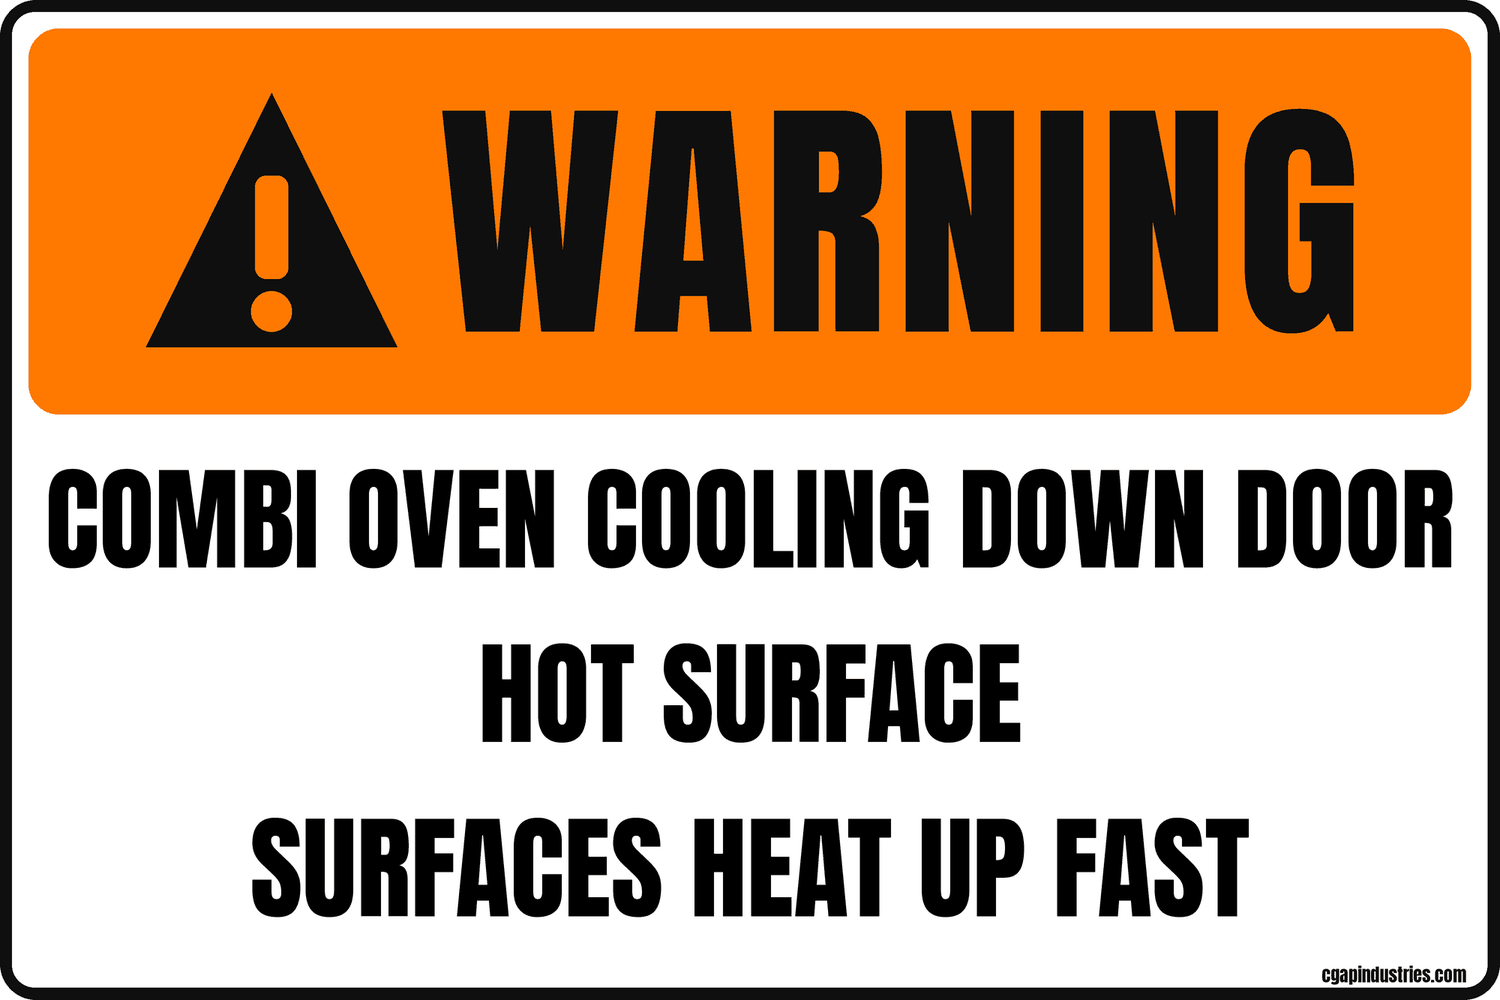 WARNING
COMBI OVEN COOLING DOWN DOOR
HOT SURFACE
SURFACES HEAT UP FAST
cgapindustries.com